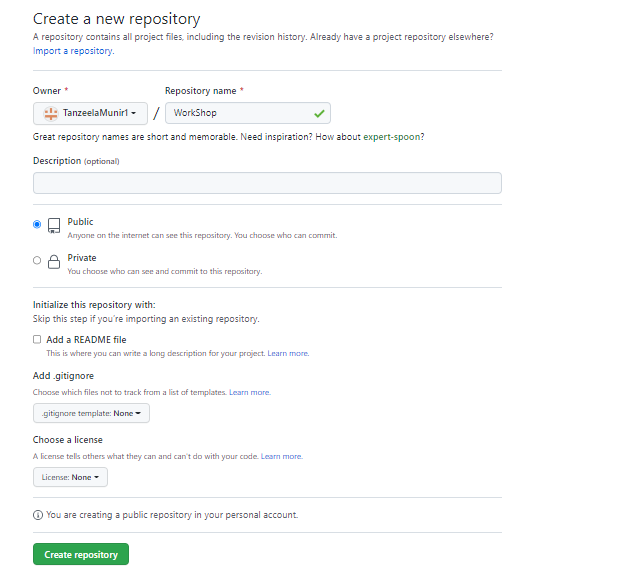 Create a new repository
A repository contains all project files, including the revision history. Already have a project repository elsewhere?
Import a repository.
Owner *
Repository name *
TanzeelaMunir1
/
WorkShop
Great repository names are short and memorable. Need inspiration? How about expert-spoon?
Description (optional)
Public
Anyone on the internet can see this repository. You choose who can commit.
Private
You choose who can see and commit to this repository.
Initialize this repository with:
Skip this step if you're importing an existing repository.
Add a README file
This is where you can write a long description for your project. Learn more.
Add .gitignore
Choose which files not to track from a list of templates. Learn more.
.gitignore template: None
Choose a license
A license tells others what they can and can't do with your code. Learn more.
License: None
You are creating a public repository in your personal account.
Create repository